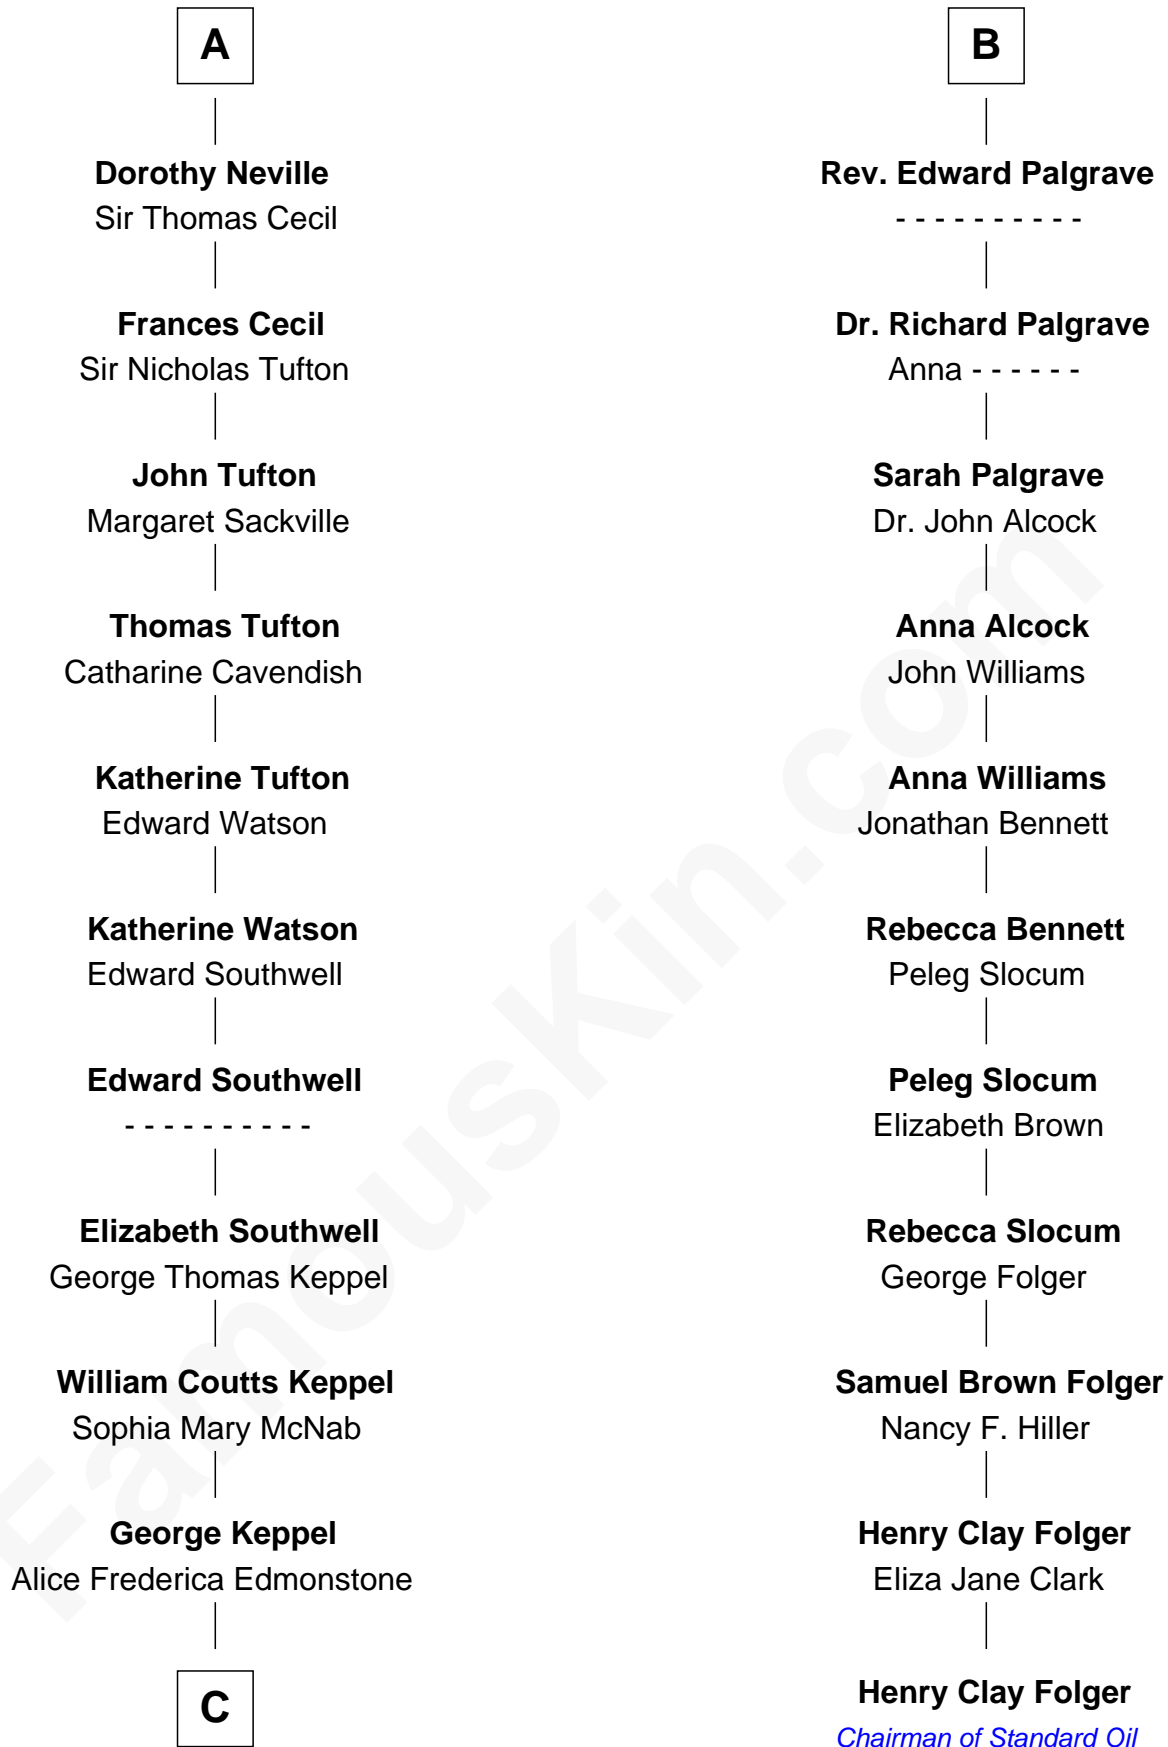 A
Dorothy Neville
Sir Thomas Cecil
Frances Cecil
Sir Nicholas Tufton
John Tufton
Margaret Sackville
Thomas Tufton
Catharine Cavendish
Katherine Tufton
Edward Watson
Katherine Watson
Edward Southwell
Edward Southwell
- - - - - - - - - -
Elizabeth Southwell
George Thomas Keppel
William Coutts Keppel
Sophia Mary McNab
George Keppel
Alice Frederica Edmonstone
C
B
Rev. Edward Palgrave
- - - - - - - - - -
Dr. Richard Palgrave
Anna - - - - - -
Sarah Palgrave
Dr. John Alcock
Anna Alcock
John Williams
Anna Williams
Jonathan Bennett
Rebecca Bennett
Peleg Slocum
Peleg Slocum
Elizabeth Brown
Rebecca Slocum
George Folger
Samuel Brown Folger
Nancy F. Hiller
Henry Clay Folger
Eliza Jane Clark
Henry Clay Folger
Chairman of Standard Oil
FamousKin.com